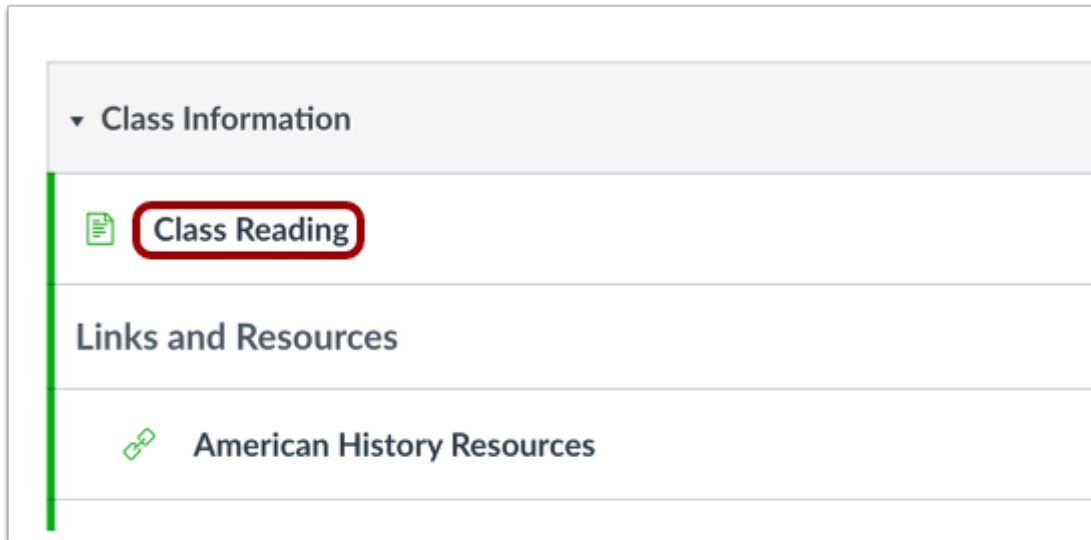 Class Information
Class Reading
Links and Resources
American History Resources